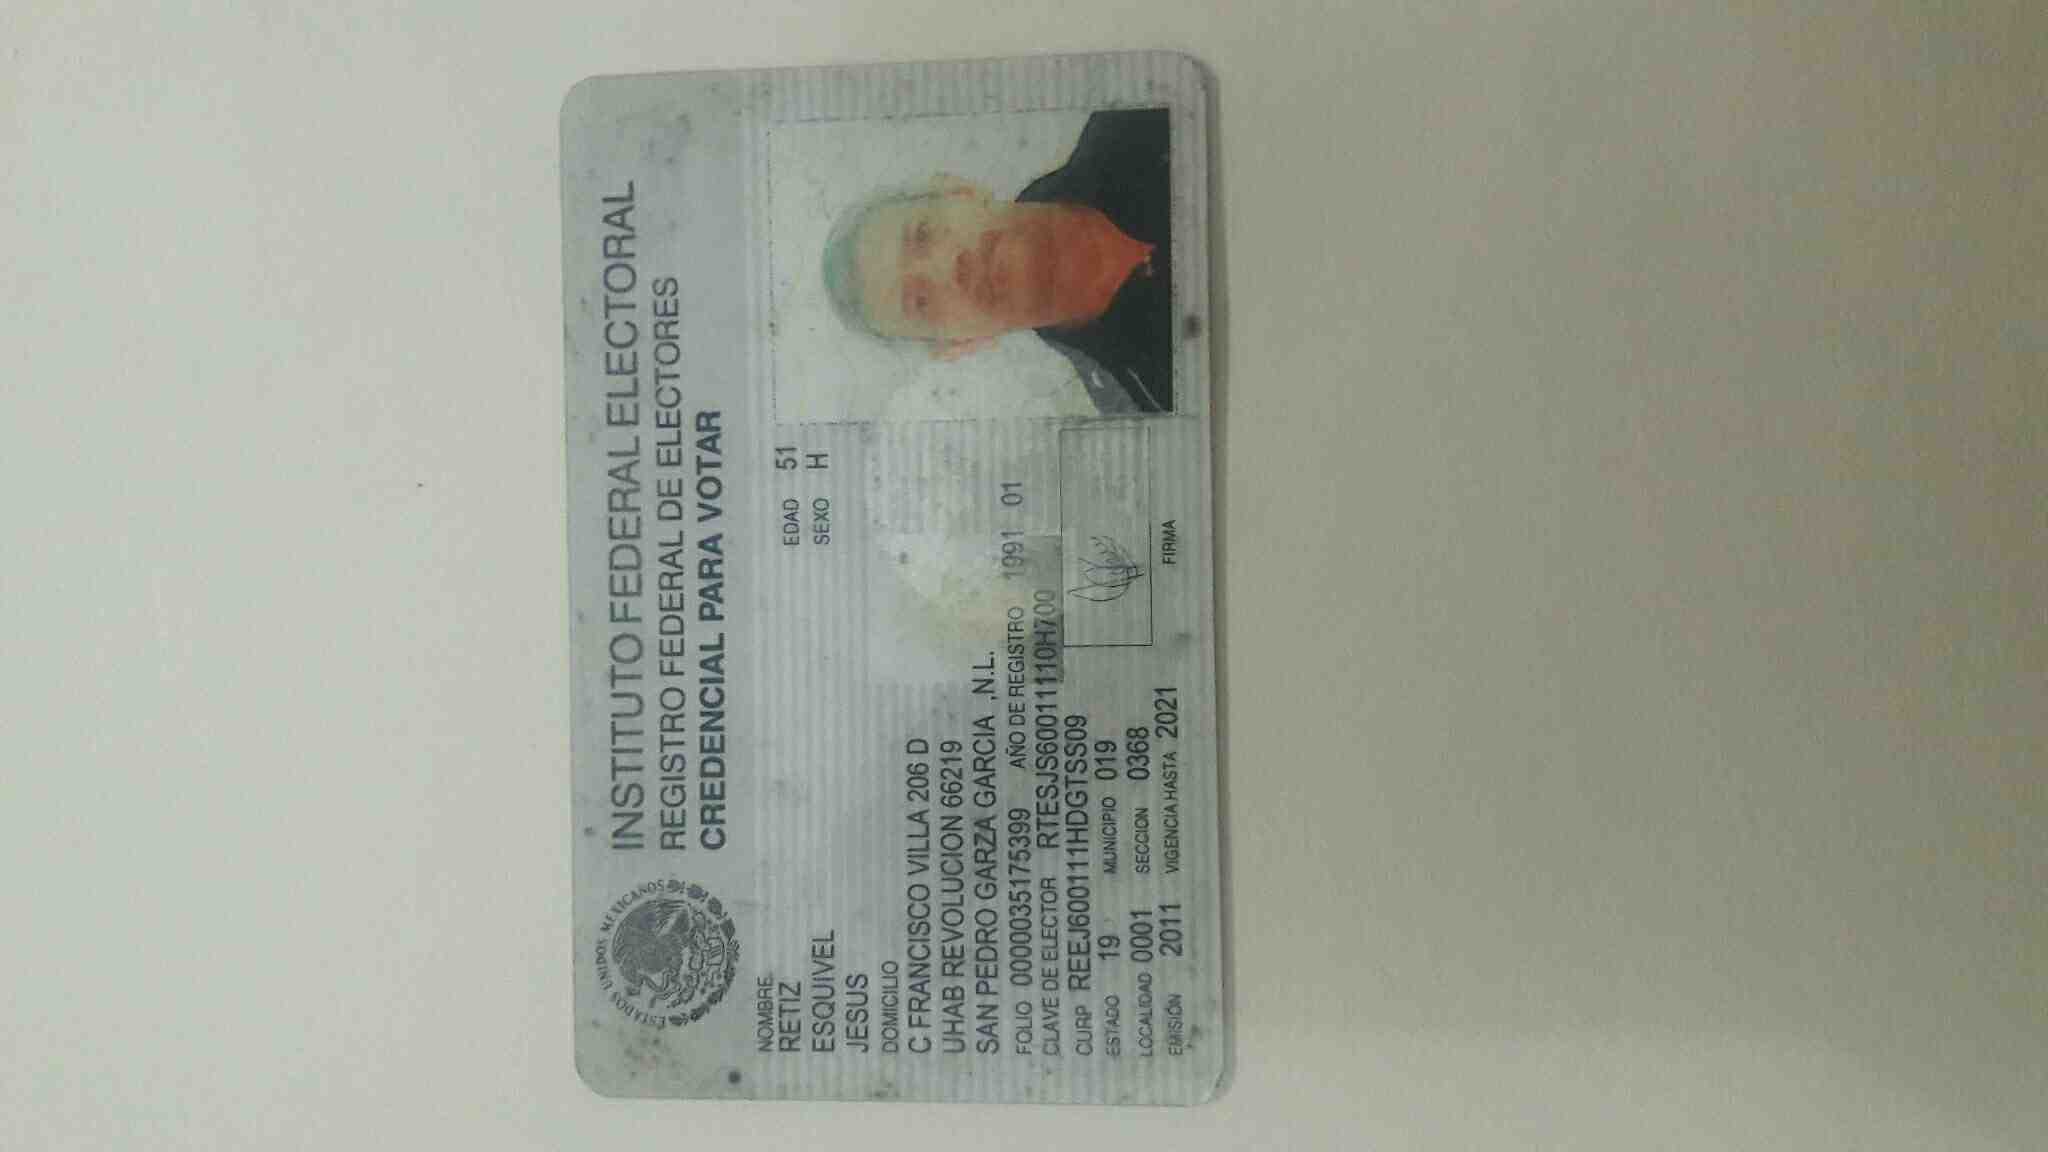 ESTADOS UNIDOS MEXICANOS
INSTITUTO FEDERAL ELECTORAL
REGISTRO FEDERAL DE ELECTORES
CREDENCIAL PARA VOTAR
NOMBRE
RETIZ
ESQUIVEL
JESUS
EDAD 51
SEXO H
DOMICILIO
C FRANCISCO VILLA 206 D
UHAB REVOLUCION 66219
SAN PEDRO GARZA GARCIA ,N.L.
FOLIO 0000035175399 AÑO DE REGISTRO 1991 01
CLAVE DE ELECTOR RTESJS60011110H700
CURP REEJ600111HDGTSS09
ESTADO 19 MUNICIPIO 019
LOCALIDAD 0001 SECCION 0368
EMISIÓN 2011 VIGENCIA HASTA 2021
FIRMA